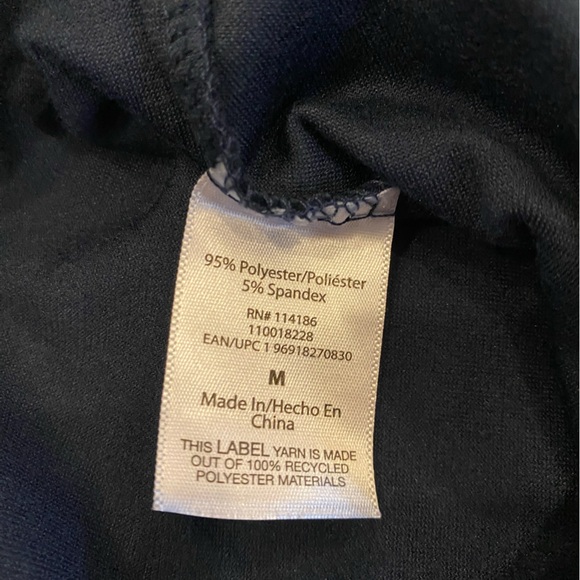 95% Polyester/Poliéster
5% Spandex
RN# 114186
110018228
EAN/UPC 1 96918270830
M
Made In/Hecho En
China
THIS LABEL YARN IS MADE
OUT OF 100% RECYCLED
POLYESTER MATERIALS